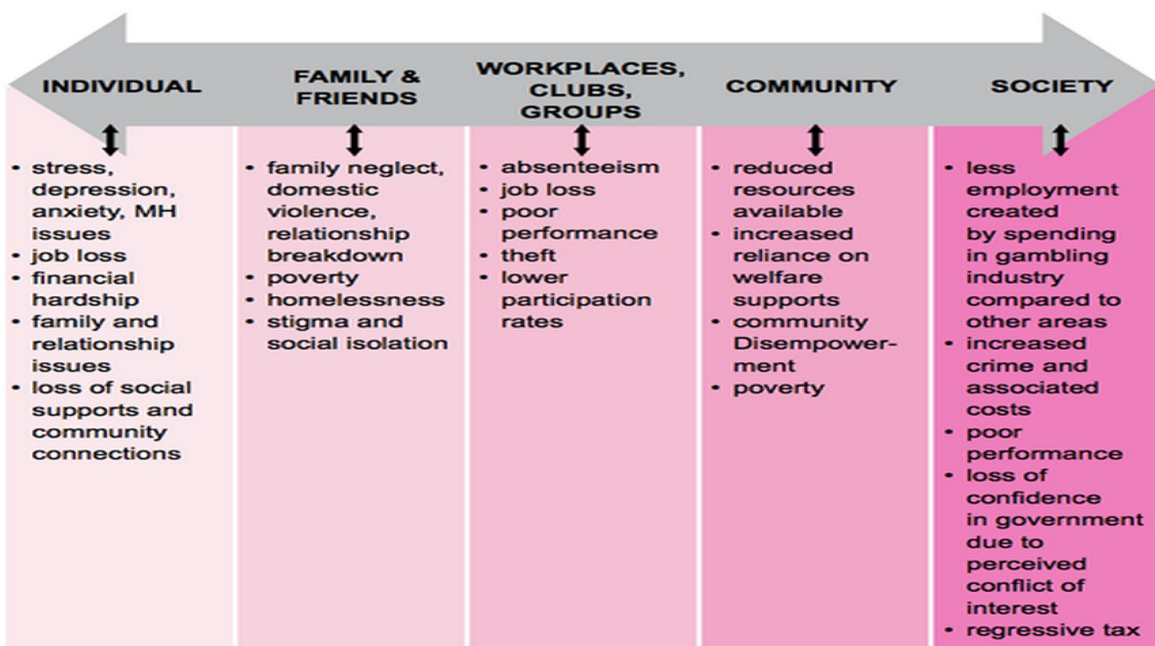 INDIVIDUAL
FAMILY &
FRIENDS
WORKPLACES,
CLUBS,
GROUPS
COMMUNITY
SOCIETY
• stress,
depression,
anxiety, MH
issues
• job loss
• financial
hardship
• family and
relationship
issues
• loss of social
supports and
community
connections
• family neglect,
domestic
violence,
relationship
breakdown
• poverty
• homelessness
• stigma and
social isolation
• absenteeism
• job loss
• poor
performance
• theft
• lower
participation
rates
• reduced
resources
available
• increased
reliance on
welfare
supports
• community
Disempower-
ment
• poverty
• less
employment
created
by spending
in gambling
industry
compared to
other areas
• increased
crime and
associated
costs
• poor
performance
• loss of
confidence
in government
due to
perceived
conflict of
interest
• regressive tax